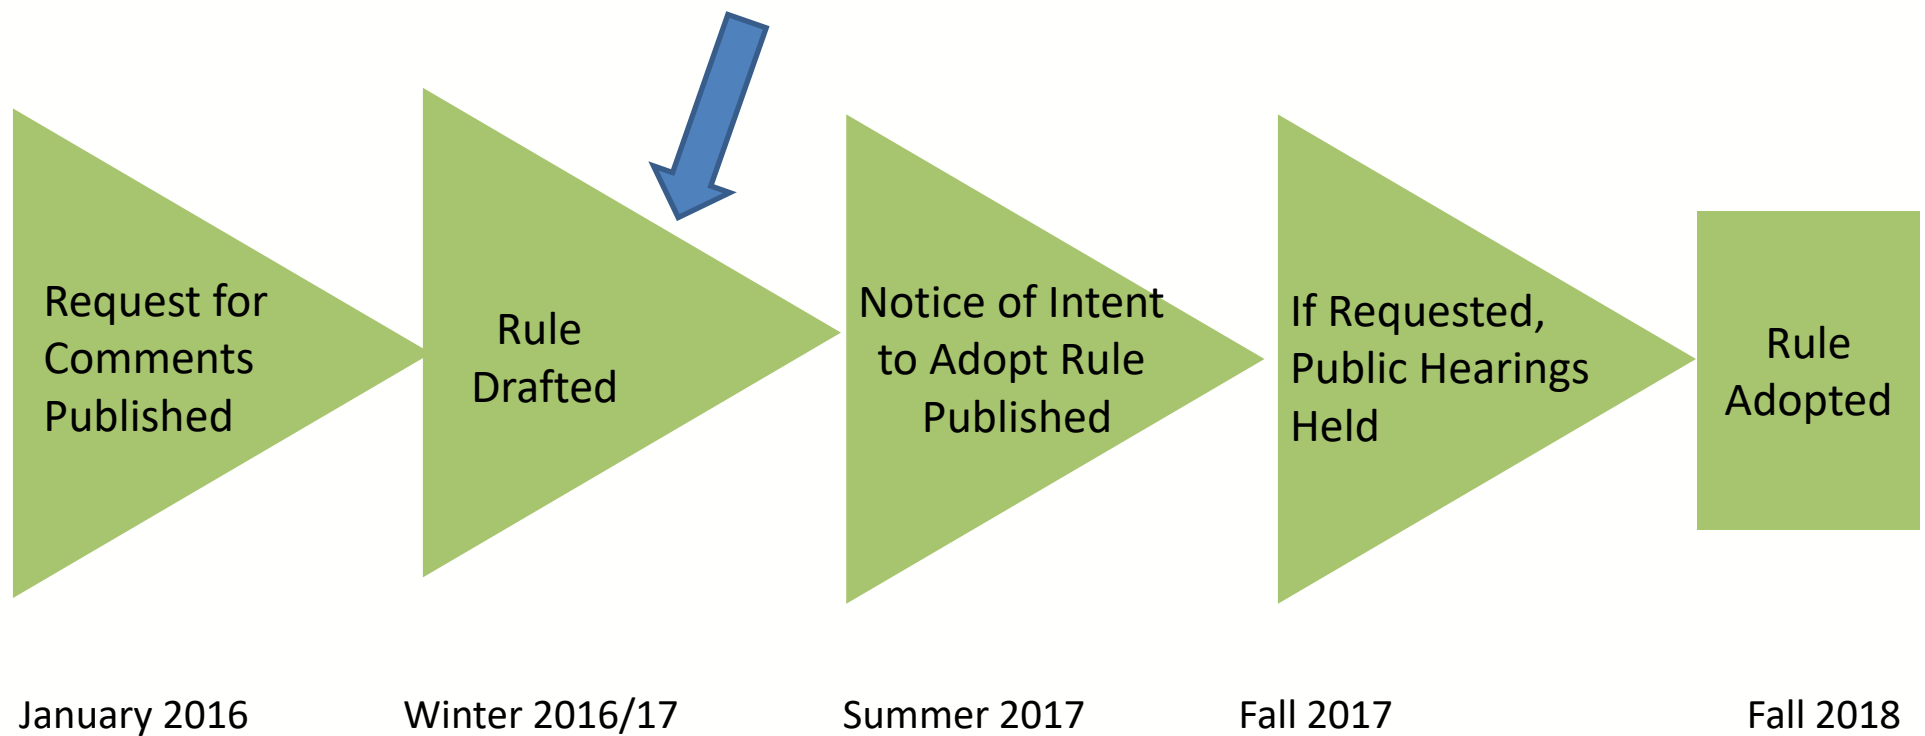 Request for
Comments
Published
Rule
Drafted
Notice of Intent
to Adopt Rule
Published
If Requested,
Public Hearings
Held
Rule
Adopted
January 2016
Winter 2016/17
Summer 2017
Fall 2017
Fall 2018